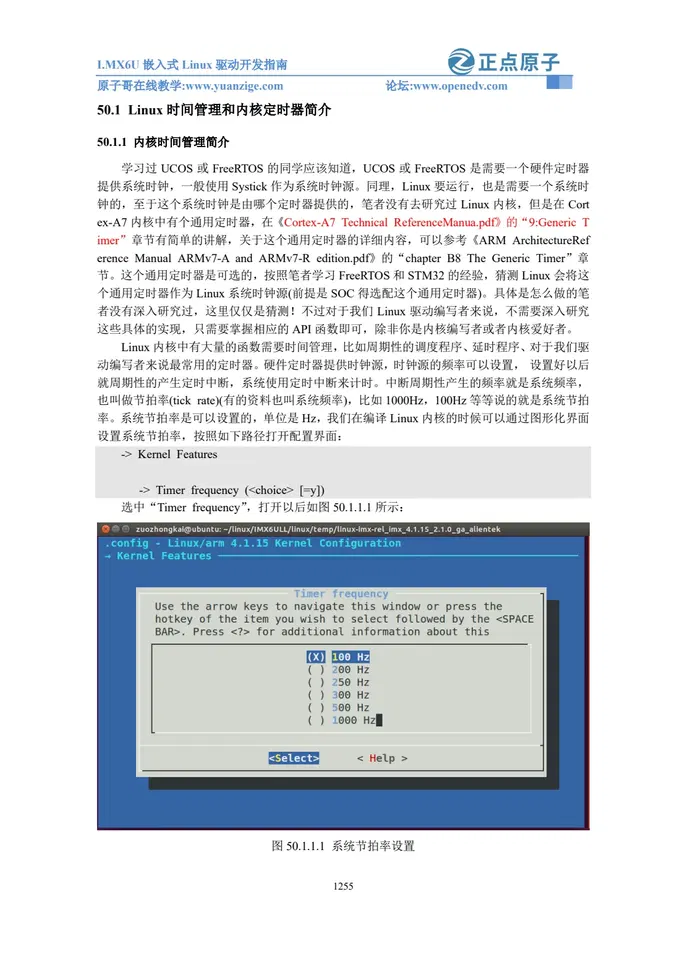 I.MX6U 嵌入式 Linux 驱动开发指南
正点原子
原子哥在线教学:www.yuanzige.com 论坛:www.openedv.com
50.1 Linux 时间管理和内核定时器简介
50.1.1 内核时间管理简介
学习过 UCOS 或 FreeRTOS 的同学应该知道，UCOS 或 FreeRTOS 是需要一个硬件定时器
提供系统时钟，一般使用 Systick 作为系统时钟源。同理，Linux 要运行，也是需要一个系统时
钟的，至于这个系统时钟是由哪个定时器提供的，笔者没有去研究过 Linux 内核，但是在 Cort
ex-A7 内核中有个通用定时器，在《Cortex-A7 Technical ReferenceManua.pdf》的“9:Generic T
imer”章节有简单的讲解，关于这个通用定时器的详细内容，可以参考《ARM ArchitectureRef
erence Manual ARMv7-A and ARMv7-R edition.pdf》的“chapter B8 The Generic Timer”章
节。这个通用定时器是可选的，按照笔者学习 FreeRTOS 和 STM32 的经验，猜测 Linux 会将这
个通用定时器作为 Linux 系统时钟源(前提是 SOC 得选配这个通用定时器)。具体是怎么做的笔
者没有深入研究过，这里仅仅是猜测！不过对于我们 Linux 驱动编写者来说，不需要深入研究
这些具体的实现，只需要掌握相应的 API 函数即可，除非你是内核编写者或者内核爱好者。
Linux 内核中有大量的函数需要时间管理，比如周期性的调度程序、延时程序、对于我们驱
动编写者来说最常用的定时器。硬件定时器提供时钟源，时钟源的频率可以设置， 设置好以后
就周期性的产生定时中断，系统使用定时中断来计时。中断周期性产生的频率就是系统频率，
也叫做节拍率(tick rate)(有的资料也叫系统频率)，比如 1000Hz，100Hz 等等说的就是系统节拍
率。系统节拍率是可以设置的，单位是 Hz，我们在编译 Linux 内核的时候可以通过图形化界面
设置系统节拍率，按照如下路径打开配置界面：
-> Kernel Features
-> Timer frequency (<choice> [=y])
选中“Timer frequency”，打开以后如图 50.1.1.1 所示：
zuozhongkai@ubuntu: ~/linux/IMX6ULL/linux/temp/linux-imx-rel_imx_4.1.15_2.1.0_ga_alientek
.config - Linux/arm 4.1.15 Kernel Configuration
→ Kernel Features
Timer frequency
Use the arrow keys to navigate this window or press the
hotkey of the item you wish to select followed by the <SPACE
BAR>. Press <?> for additional information about this
(X) 100 Hz
( ) 200 Hz
( ) 250 Hz
( ) 300 Hz
( ) 500 Hz
( ) 1000 Hz
<Select> < Help >
图 50.1.1.1 系统节拍率设置
1255